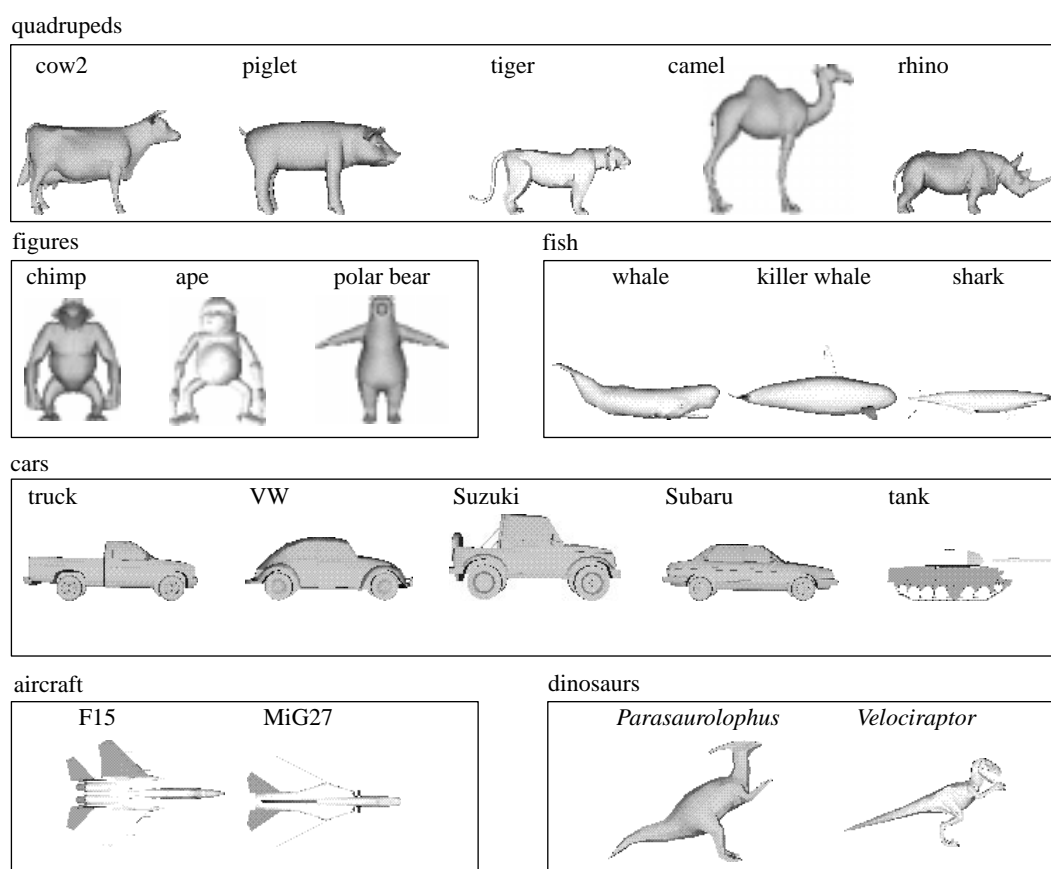 quadrupeds
cow2 piglet tiger camel rhino
figures
chimp ape polar bear
fish
whale killer whale shark
cars
truck VW Suzuki Subaru tank
aircraft
F15 MiG27
dinosaurs
Parasaurolophus Velociraptor